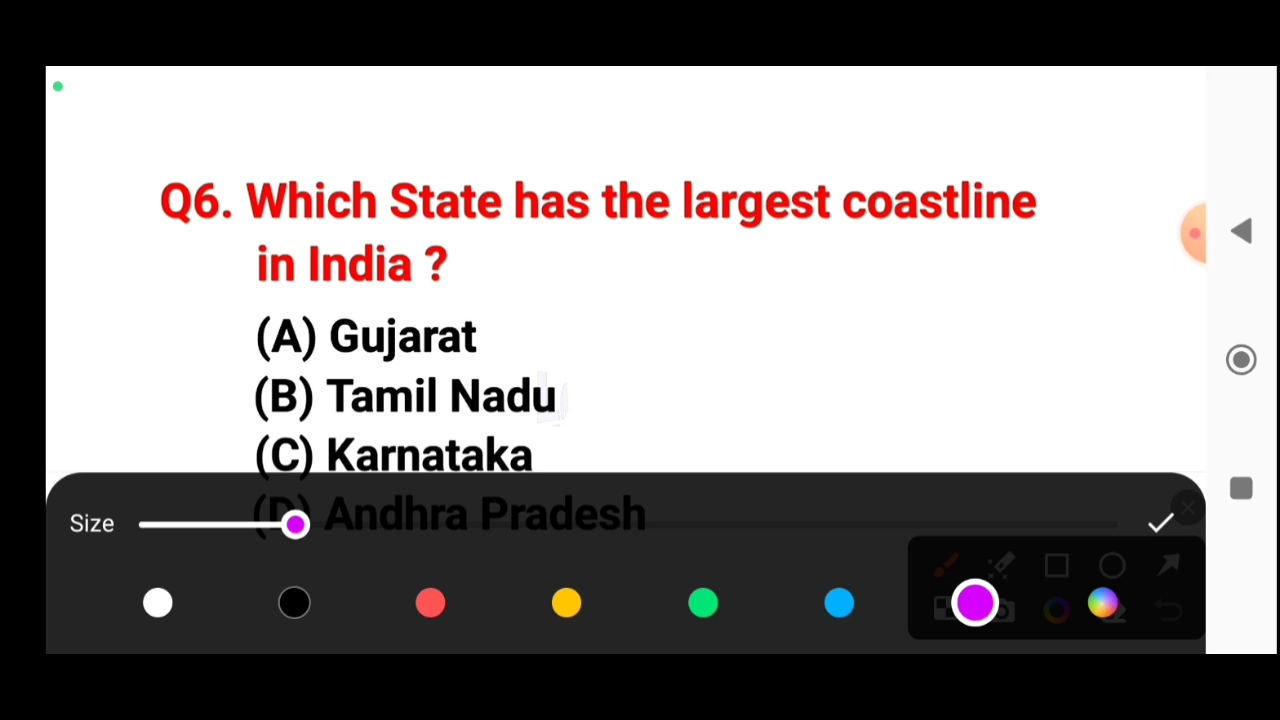 Q6. Which State has the largest coastline
in India ?
(A) Gujarat
(B) Tamil Nadu
(C) Karnataka
(D) Andhra Pradesh
Size